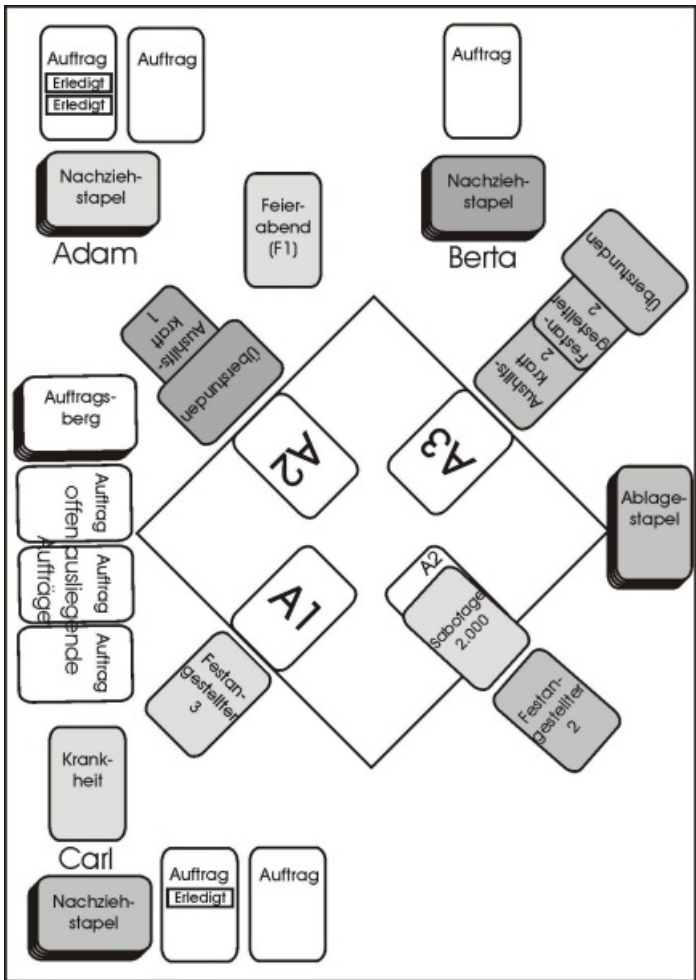 Auftrag
Erledigt
Erledigt
Auftrag
Auftrag
Nachzieh-
stapel
Adam
Feier-
abend
(F1)
Nachzieh-
stapel
Berta
Aushilfs-
kraft
1
Überstunden
Überstunden
Festan-
gestellter
2
Aushilfs-
kraft
2
Auftragsberg-
berg
A2
A3
Auftrag
Auftrag
Auftrag
offen ausliegende
Aufträge
Ablage-
stapel
A1
A2
Sabotage
2.000
Festan-
gestellter
3
Festan-
gestellter
2
Krank-
heit
Carl
Nachzieh-
stapel
Auftrag
Erledigt
Auftrag